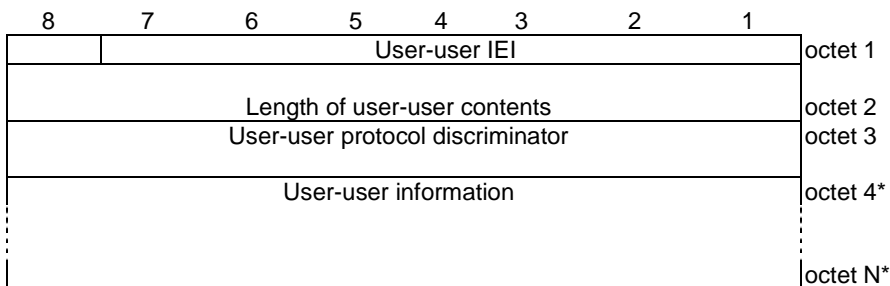 8 7 6 5 4 3 2 1
User-user IEI octet 1
Length of user-user contents octet 2
User-user protocol discriminator octet 3
User-user information octet 4*
octet N*